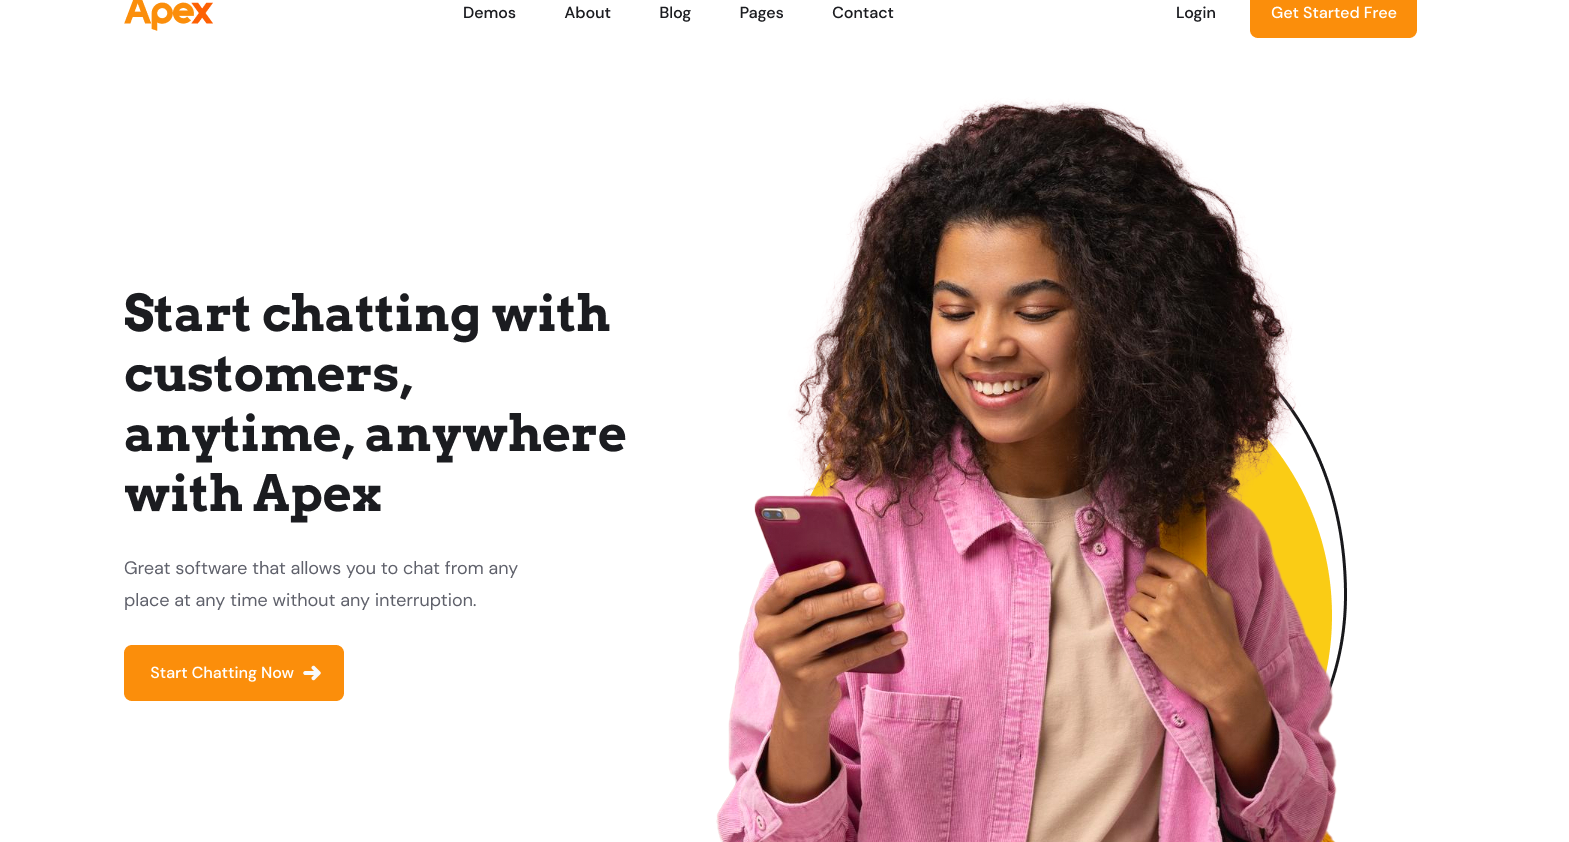 Apex
Demos About Blog Pages Contact Login Get Started Free
Start chatting with
customers,
anytime, anywhere
with Apex
Great software that allows you to chat from any
place at any time without any interruption.
Start Chatting Now